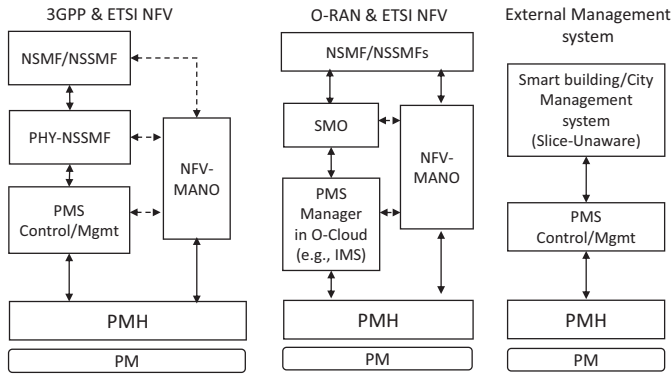 3GPP & ETSI NFV
NSMF/NSSMF
PHY-NSSMF
NFV-
MANO
PMS
Control/Mgmt
PMH
PM
O-RAN & ETSI NFV
NSMF/NSSMFs
SMO
NFV-
MANO
PMS
Manager
in O-Cloud
(e.g., IMS)
PMH
PM
External Management
system
Smart building/City
Management
system
(Slice-Unaware)
PMS
Control/Mgmt
PMH
PM